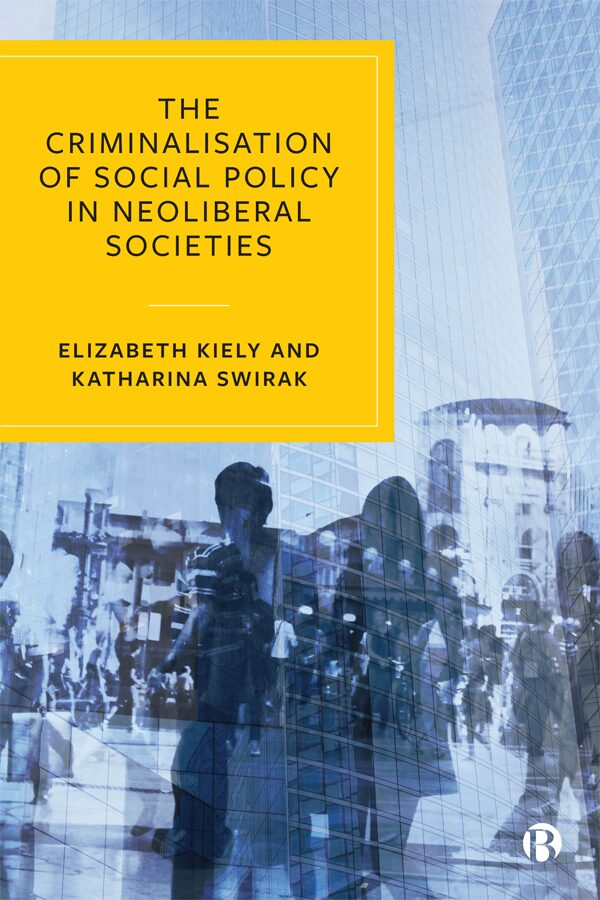 THE
CRIMINALISATION
OF SOCIAL POLICY
IN NEOLIBERAL
SOCIETIES
ELIZABETH KIELY AND
KATHARINA SWIRAK
B